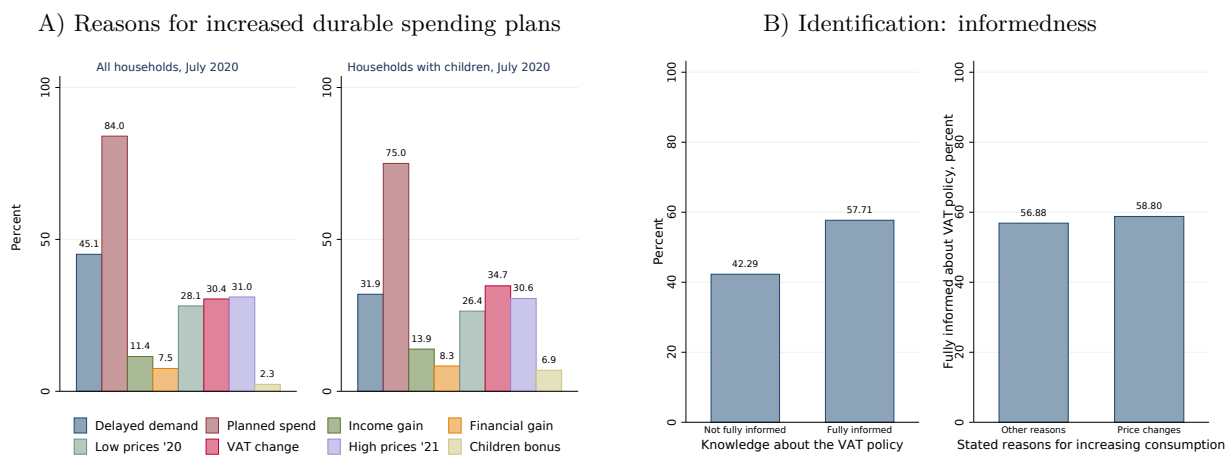 A) Reasons for increased durable spending plans
All households, July 2020
Households with children, July 2020
Percent
100
50
0
45.1
84.0
11.4
7.5
28.1
30.4
31.0
2.3
100
50
0
31.9
75.0
13.9
8.3
26.4
34.7
30.6
6.9
Delayed demand Planned spend Income gain Financial gain
Low prices '20 VAT change High prices '21 Children bonus
B) Identification: informedness
Percent
100
80
60
40
20
0
42.29
57.71
Not fully informed Fully informed
Knowledge about the VAT policy
Fully informed about VAT policy, percent
100
80
60
40
20
0
56.88
58.80
Other reasons Price changes
Stated reasons for increasing consumption